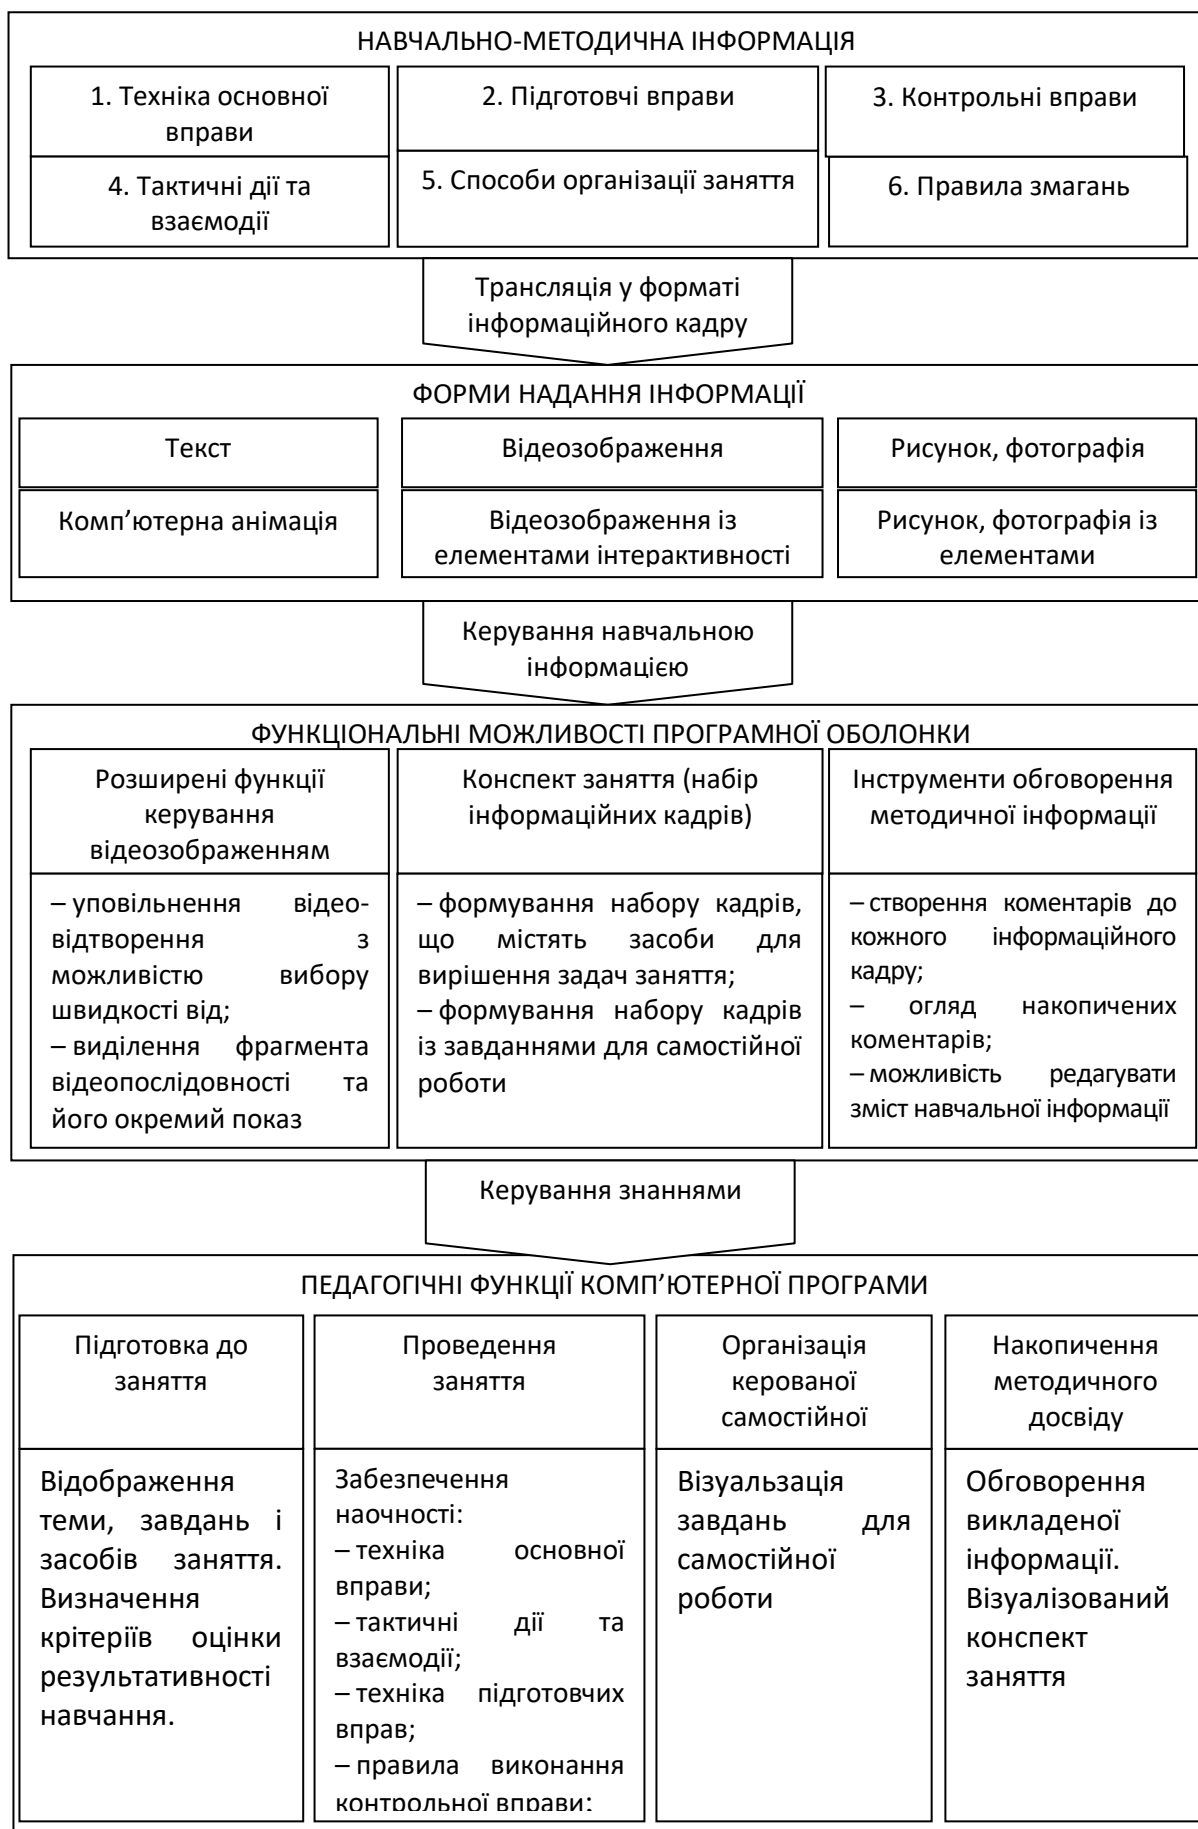 НАВЧАЛЬНО-МЕТОДИЧНА ІНФОРМАЦІЯ
1. Техніка основної
вправи
2. Підготовчі вправи
3. Контрольні вправи
4. Тактичні дії та
взаємодії
5. Способи організації заняття
6. Правила змагань
Трансляція у форматі
інформаційного кадру
ФОРМИ НАДАННЯ ІНФОРМАЦІЇ
Текст
Відеозображення
Рисунок, фотографія
Комп’ютерна анімація
Відеозображення із
елементами інтерактивності
Рисунок, фотографія із
елементами
Керування навчальною
інформацією
ФУНКЦІОНАЛЬНІ МОЖЛИВОСТІ ПРОГРАМНОЇ ОБОЛОНКИ
Розширені функції
керування
відеозображенням
Конспект заняття (набір
інформаційних кадрів)
Інструменти обговорення
методичної інформації
– уповільнення відео-
відтворення з
можливістю вибору
швидкості від;
– виділення фрагмента
відеопослідовності та
його окремий показ
– формування набору кадрів,
що містять засоби для
вирішення задач заняття;
– формування набору кадрів
із завданнями для самостійної
роботи
– створення коментарів до
кожного інформаційного
кадру;
– огляд накопичених
коментарів;
– можливість редагувати
зміст навчальної інформації
Керування знаннями
ПЕДАГОГІЧНІ ФУНКЦІЇ КОМП’ЮТЕРНОЇ ПРОГРАМИ
Підготовка до
заняття
Проведення
заняття
Організація
керованої
самостійної
Накопичення
методичного
досвіду
Відображення
теми, завдань і
засобів заняття.
Визначення
крітеріїв оцінки
результативності
навчання.
Забезпечення
наочності:
– техніка основної
вправи;
– тактичні дії та
взаємодії;
– техніка підготовчих
вправ;
– правила виконання
контрольної вправи;
Візуальзація
завдань для
самостійної
роботи
Обговорення
викладеної
інформації.
Візуалізований
конспект
заняття